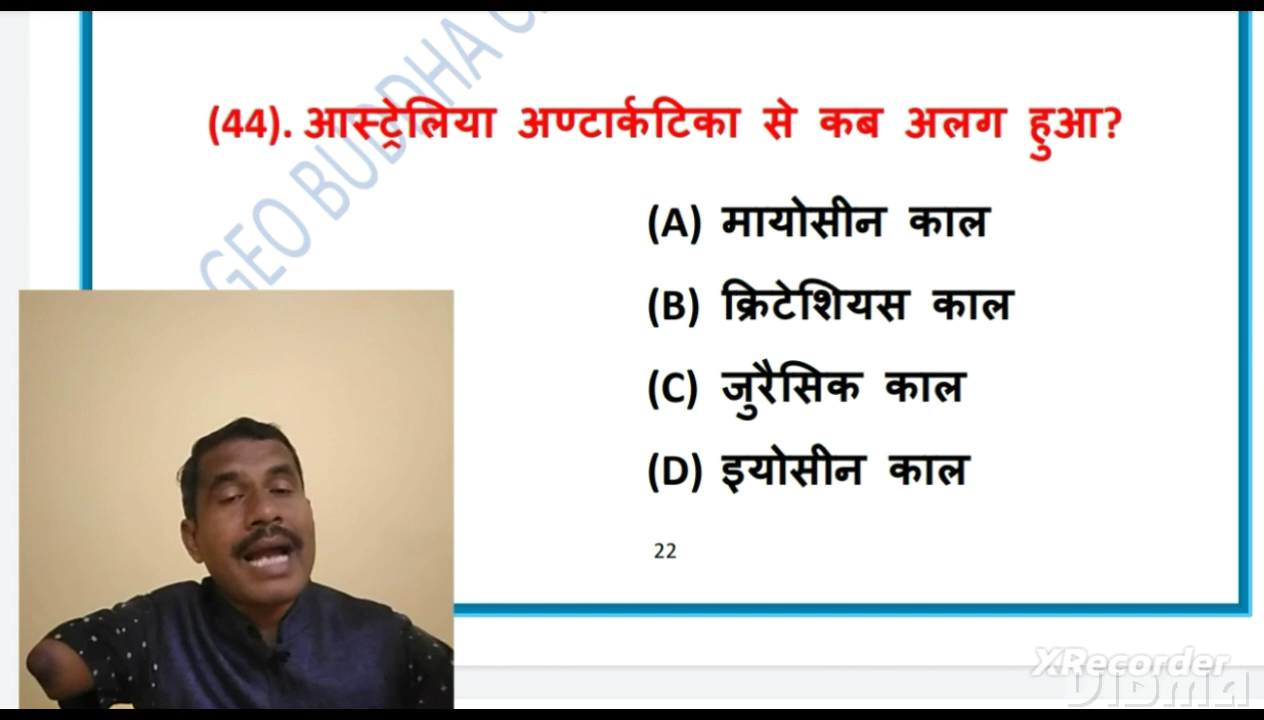 GEO BUDDHA
(44). आस्ट्रेलिया अण्टार्कटिका से कब अलग हुआ?
(A) मायोसीन काल
(B) क्रिटेशियस काल
(C) जुरैसिक काल
(D) इयोसीन काल
22
XRecorder